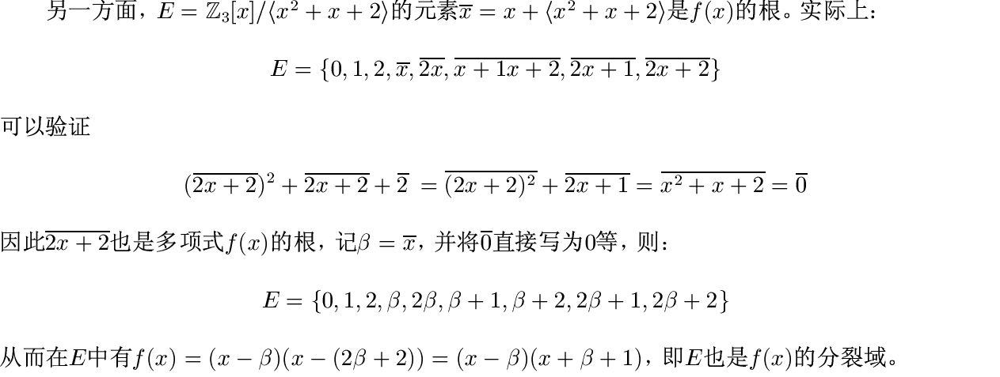 另一方面，$E = \mathbb{Z}_3[x]/\langle x^2 + x + 2\rangle$的元素$\overline{x} = x + \langle x^2 + x + 2\rangle$是$f(x)$的根。实际上：
$E = \{0, 1, 2, \overline{x}, \overline{2x}, \overline{x + 1x + 2}, \overline{2x + 1}, \overline{2x + 2}\}$
可以验证
$(\overline{2x + 2})^2 + \overline{2x + 2} + \overline{2} = \overline{(2x + 2)^2} + \overline{2x + 1} = \overline{x^2 + x + 2} = \overline{0}$
因此$\overline{2x + 2}$也是多项式$f(x)$的根，记$\beta = \overline{x}$，并将$\overline{0}$直接写为$0$等，则：
$E = \{0, 1, 2, \beta, 2\beta, \beta + 1, \beta + 2, 2\beta + 1, 2\beta + 2\}$
从而在$E$中有$f(x) = (x - \beta)(x - (2\beta + 2)) = (x - \beta)(x + \beta + 1)$，即$E$也是$f(x)$的分裂域。